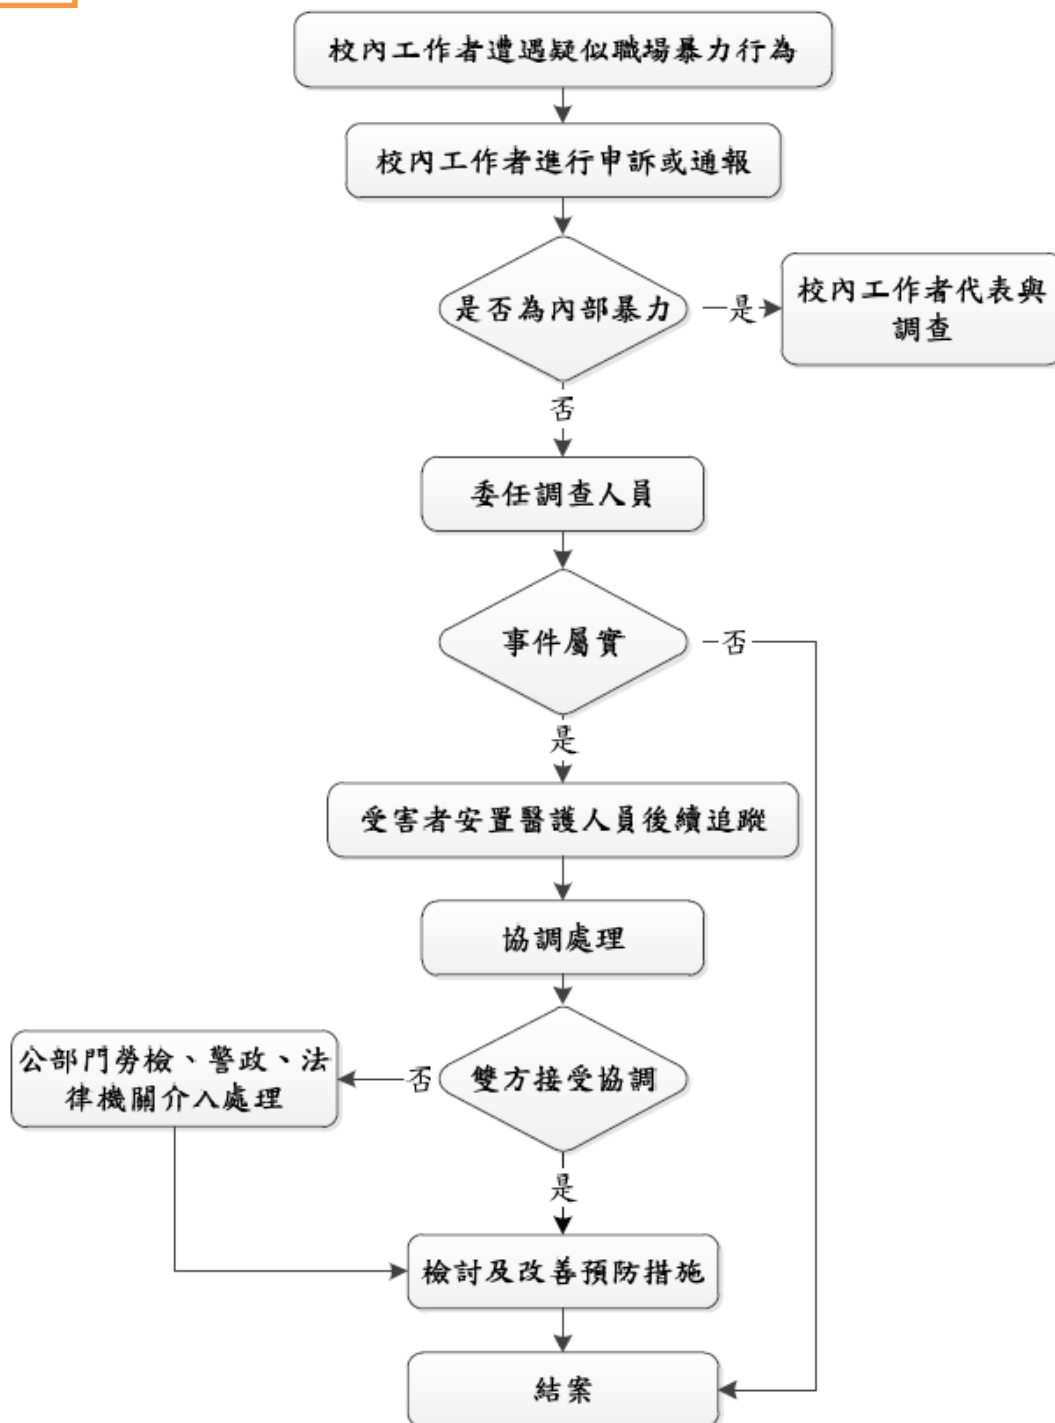 校內工作者遭遇疑似職場暴力行為
校內工作者進行申訴或通報
是否為內部暴力
是
校內工作者代表與
調查
否
委任調查人員
事件屬實
否
是
受害者安置醫護人員後續追蹤
協調處理
雙方接受協調
否
公部門勞檢、警政、法
律機關介入處理
是
檢討及改善預防措施
結案